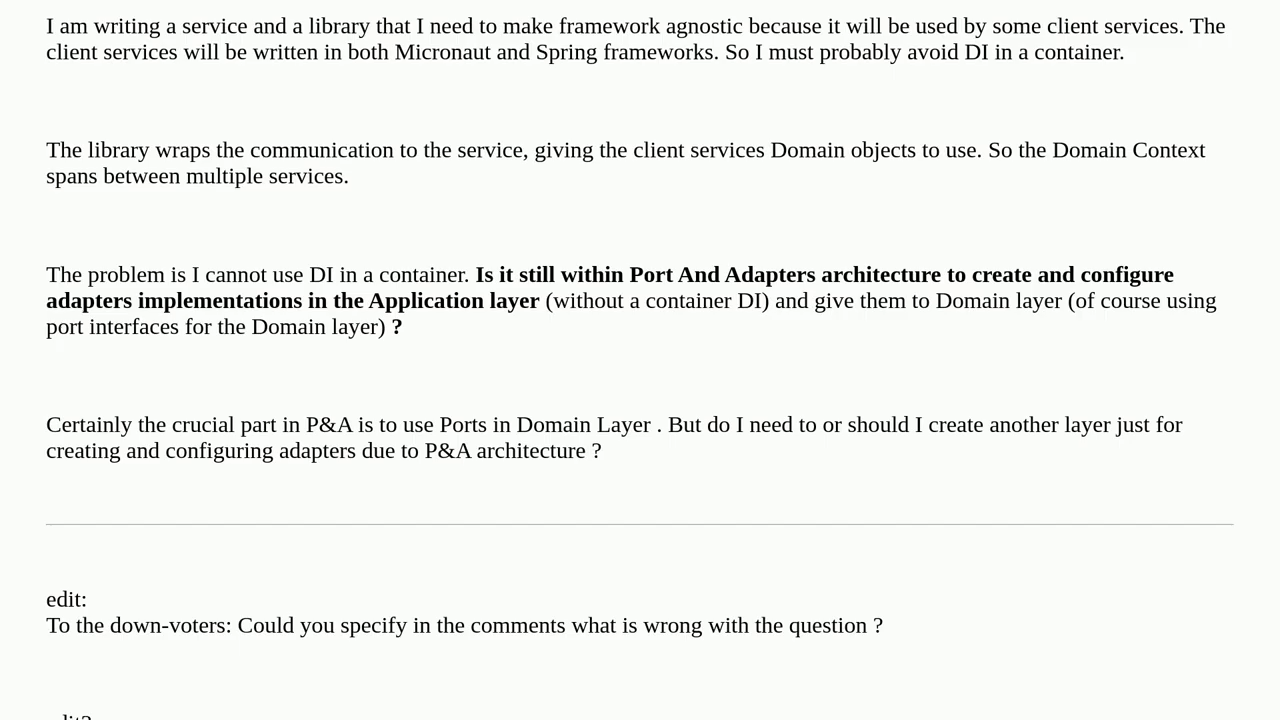 I am writing a service and a library that I need to make framework agnostic because it will be used by some client services. The
client services will be written in both Micronaut and Spring frameworks. So I must probably avoid DI in a container.
The library wraps the communication to the service, giving the client services Domain objects to use. So the Domain Context
spans between multiple services.
The problem is I cannot use DI in a container. Is it still within Port And Adapters architecture to create and configure
adapters implementations in the Application layer (without a container DI) and give them to Domain layer (of course using
port interfaces for the Domain layer) ?
Certainly the crucial part in P&A is to use Ports in Domain Layer . But do I need to or should I create another layer just for
creating and configuring adapters due to P&A architecture ?
edit:
To the down-voters: Could you specify in the comments what is wrong with the question ?